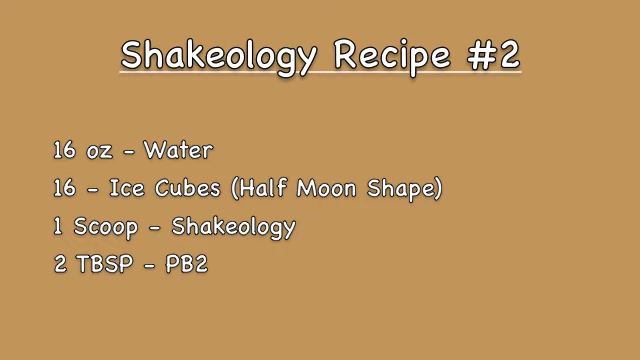 Shakeology Recipe #2
16 oz - Water
16 - Ice Cubes (Half Moon Shape)
1 Scoop - Shakeology
2 TBSP - PB2